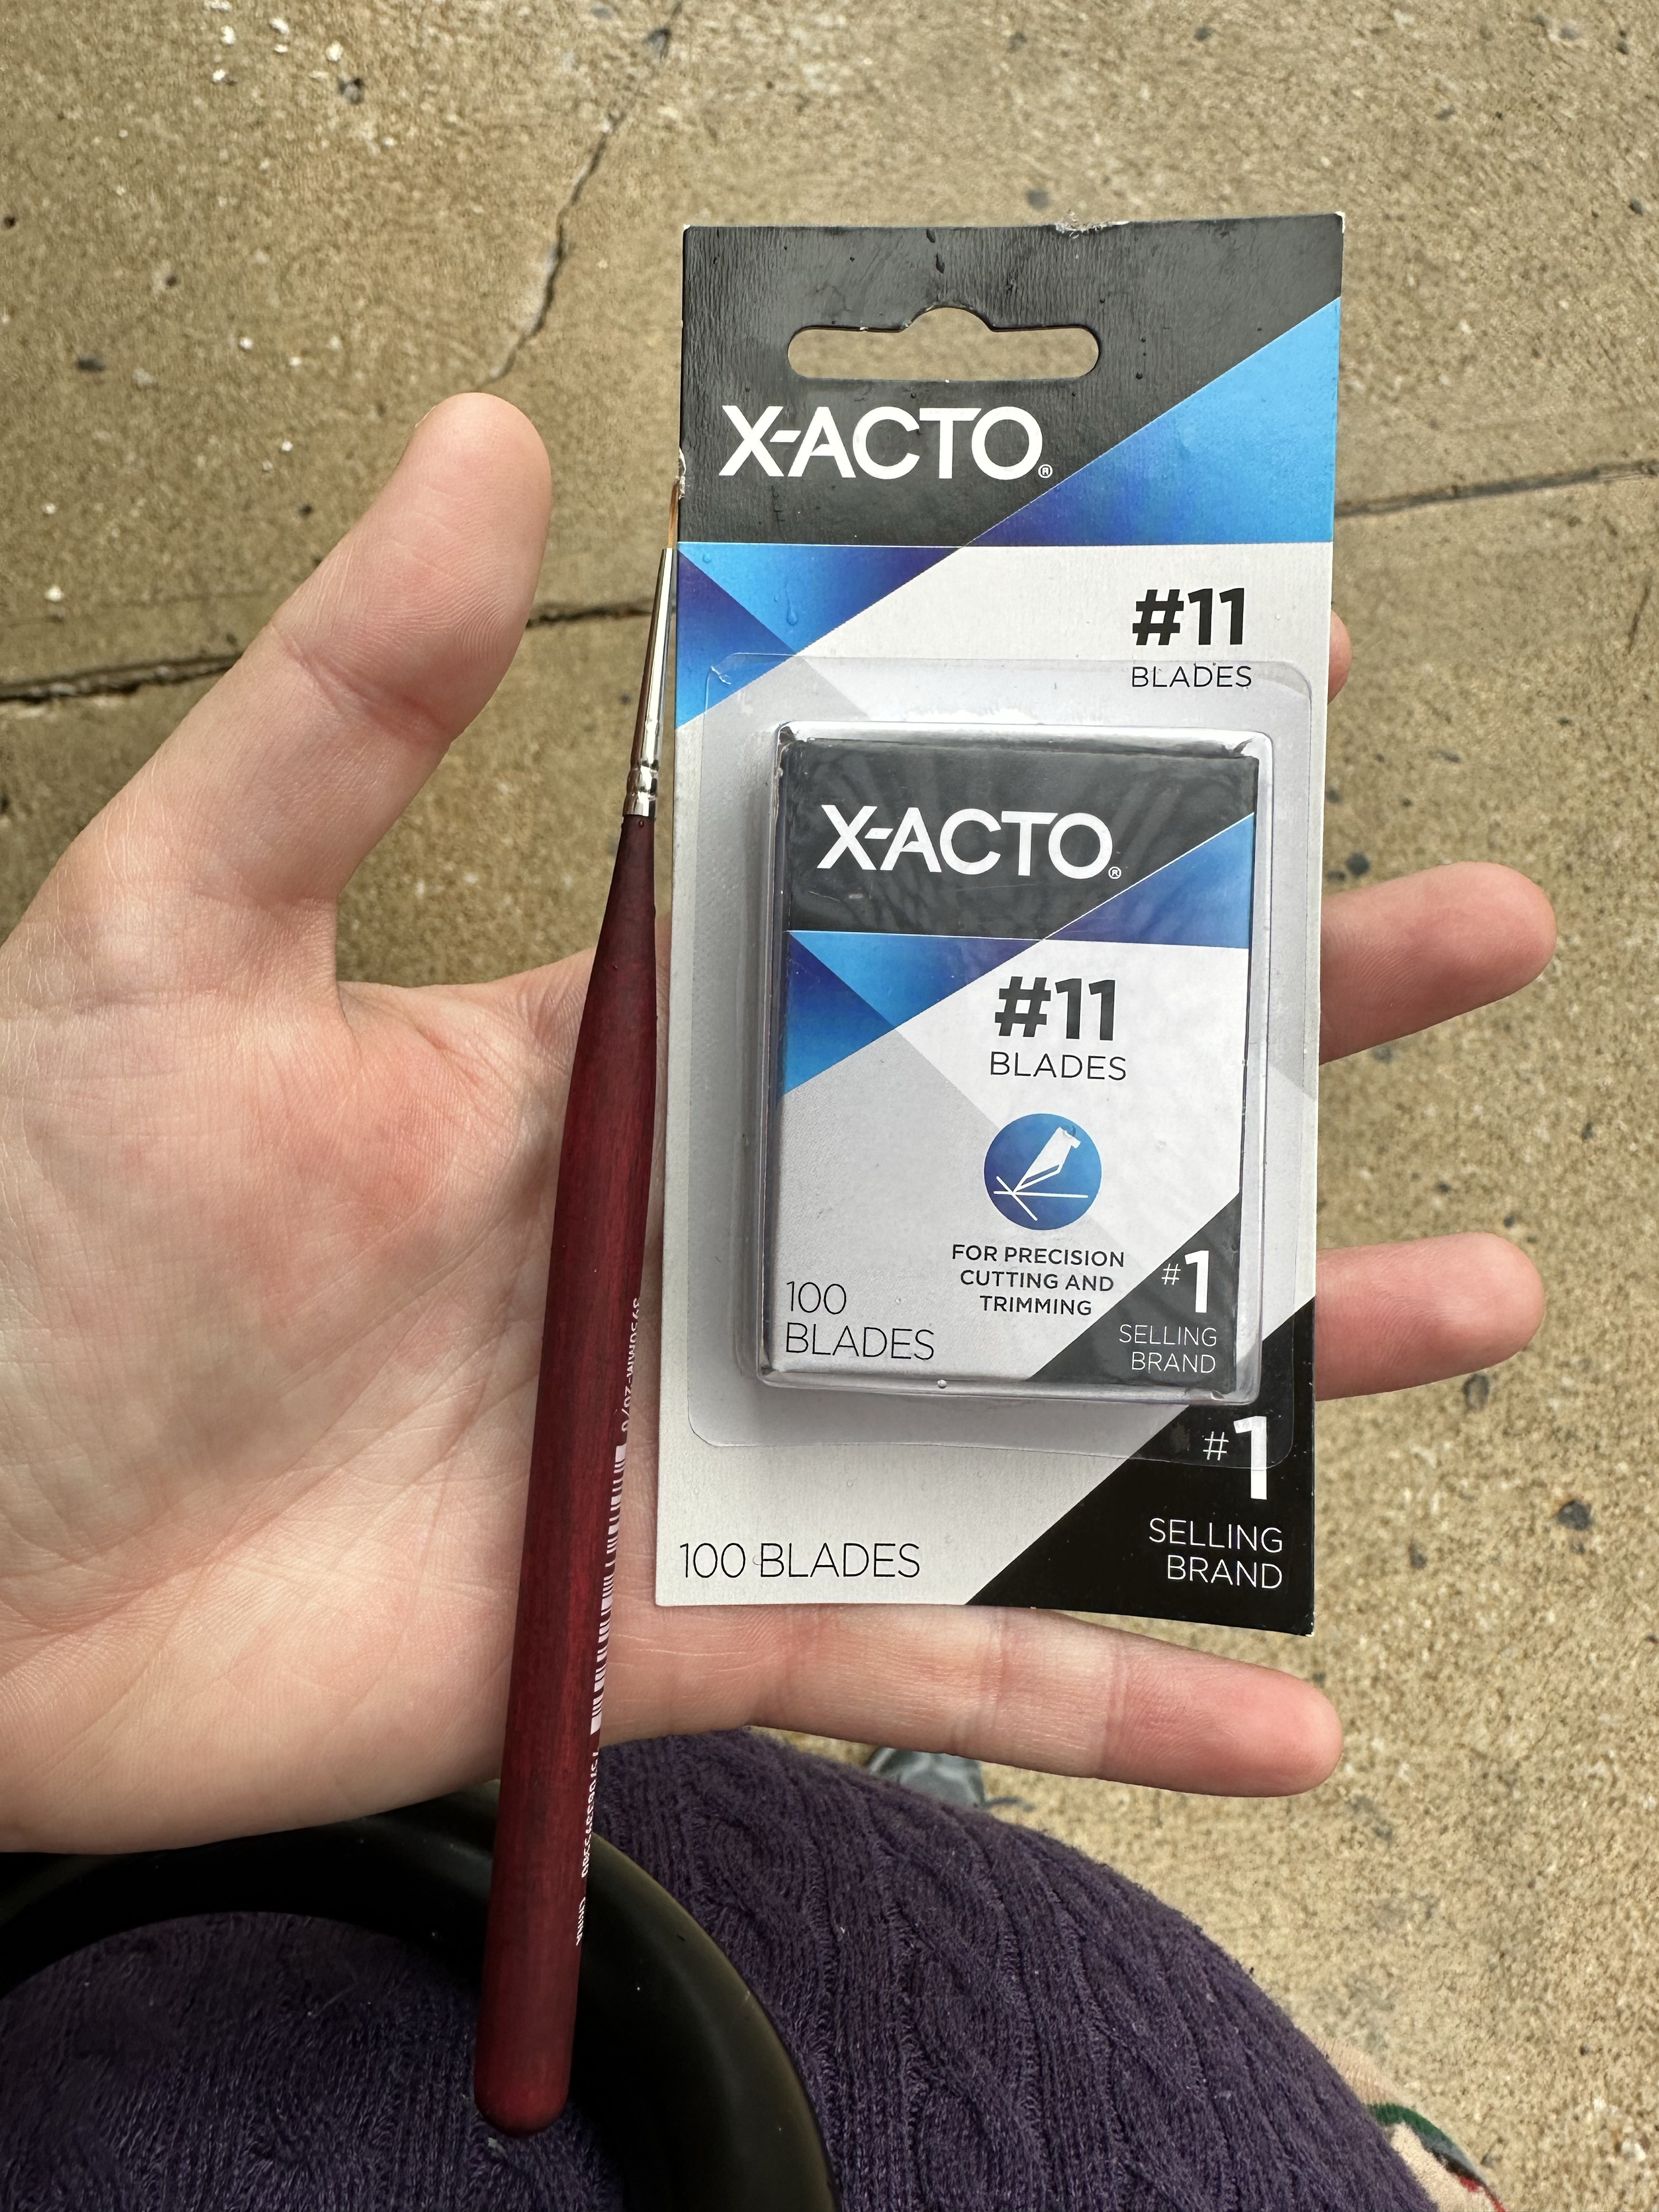 X-ACTO®
#11
BLADES
X-ACTO®
#11
BLADES
FOR PRECISION
CUTTING AND
TRIMMING
100
BLADES
#1
SELLING
BRAND
#1
SELLING
BRAND
100 BLADES